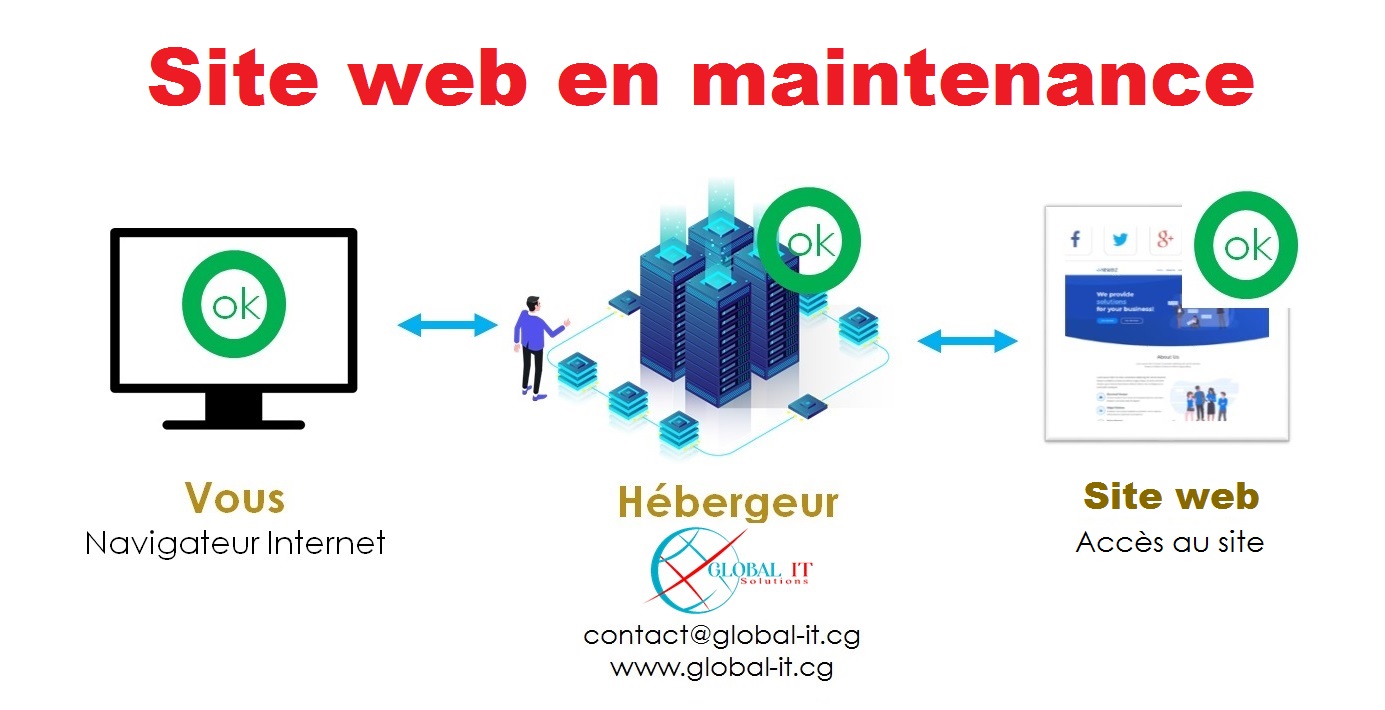 Site web en maintenance
ok
ok
ok
We provide
solutions
for your business!
About Us
Vous
Navigateur Internet
Hébergeur
GLOBAL IT
Solutions
contact@global-it.cg
www.global-it.cg
Site web
Accès au site